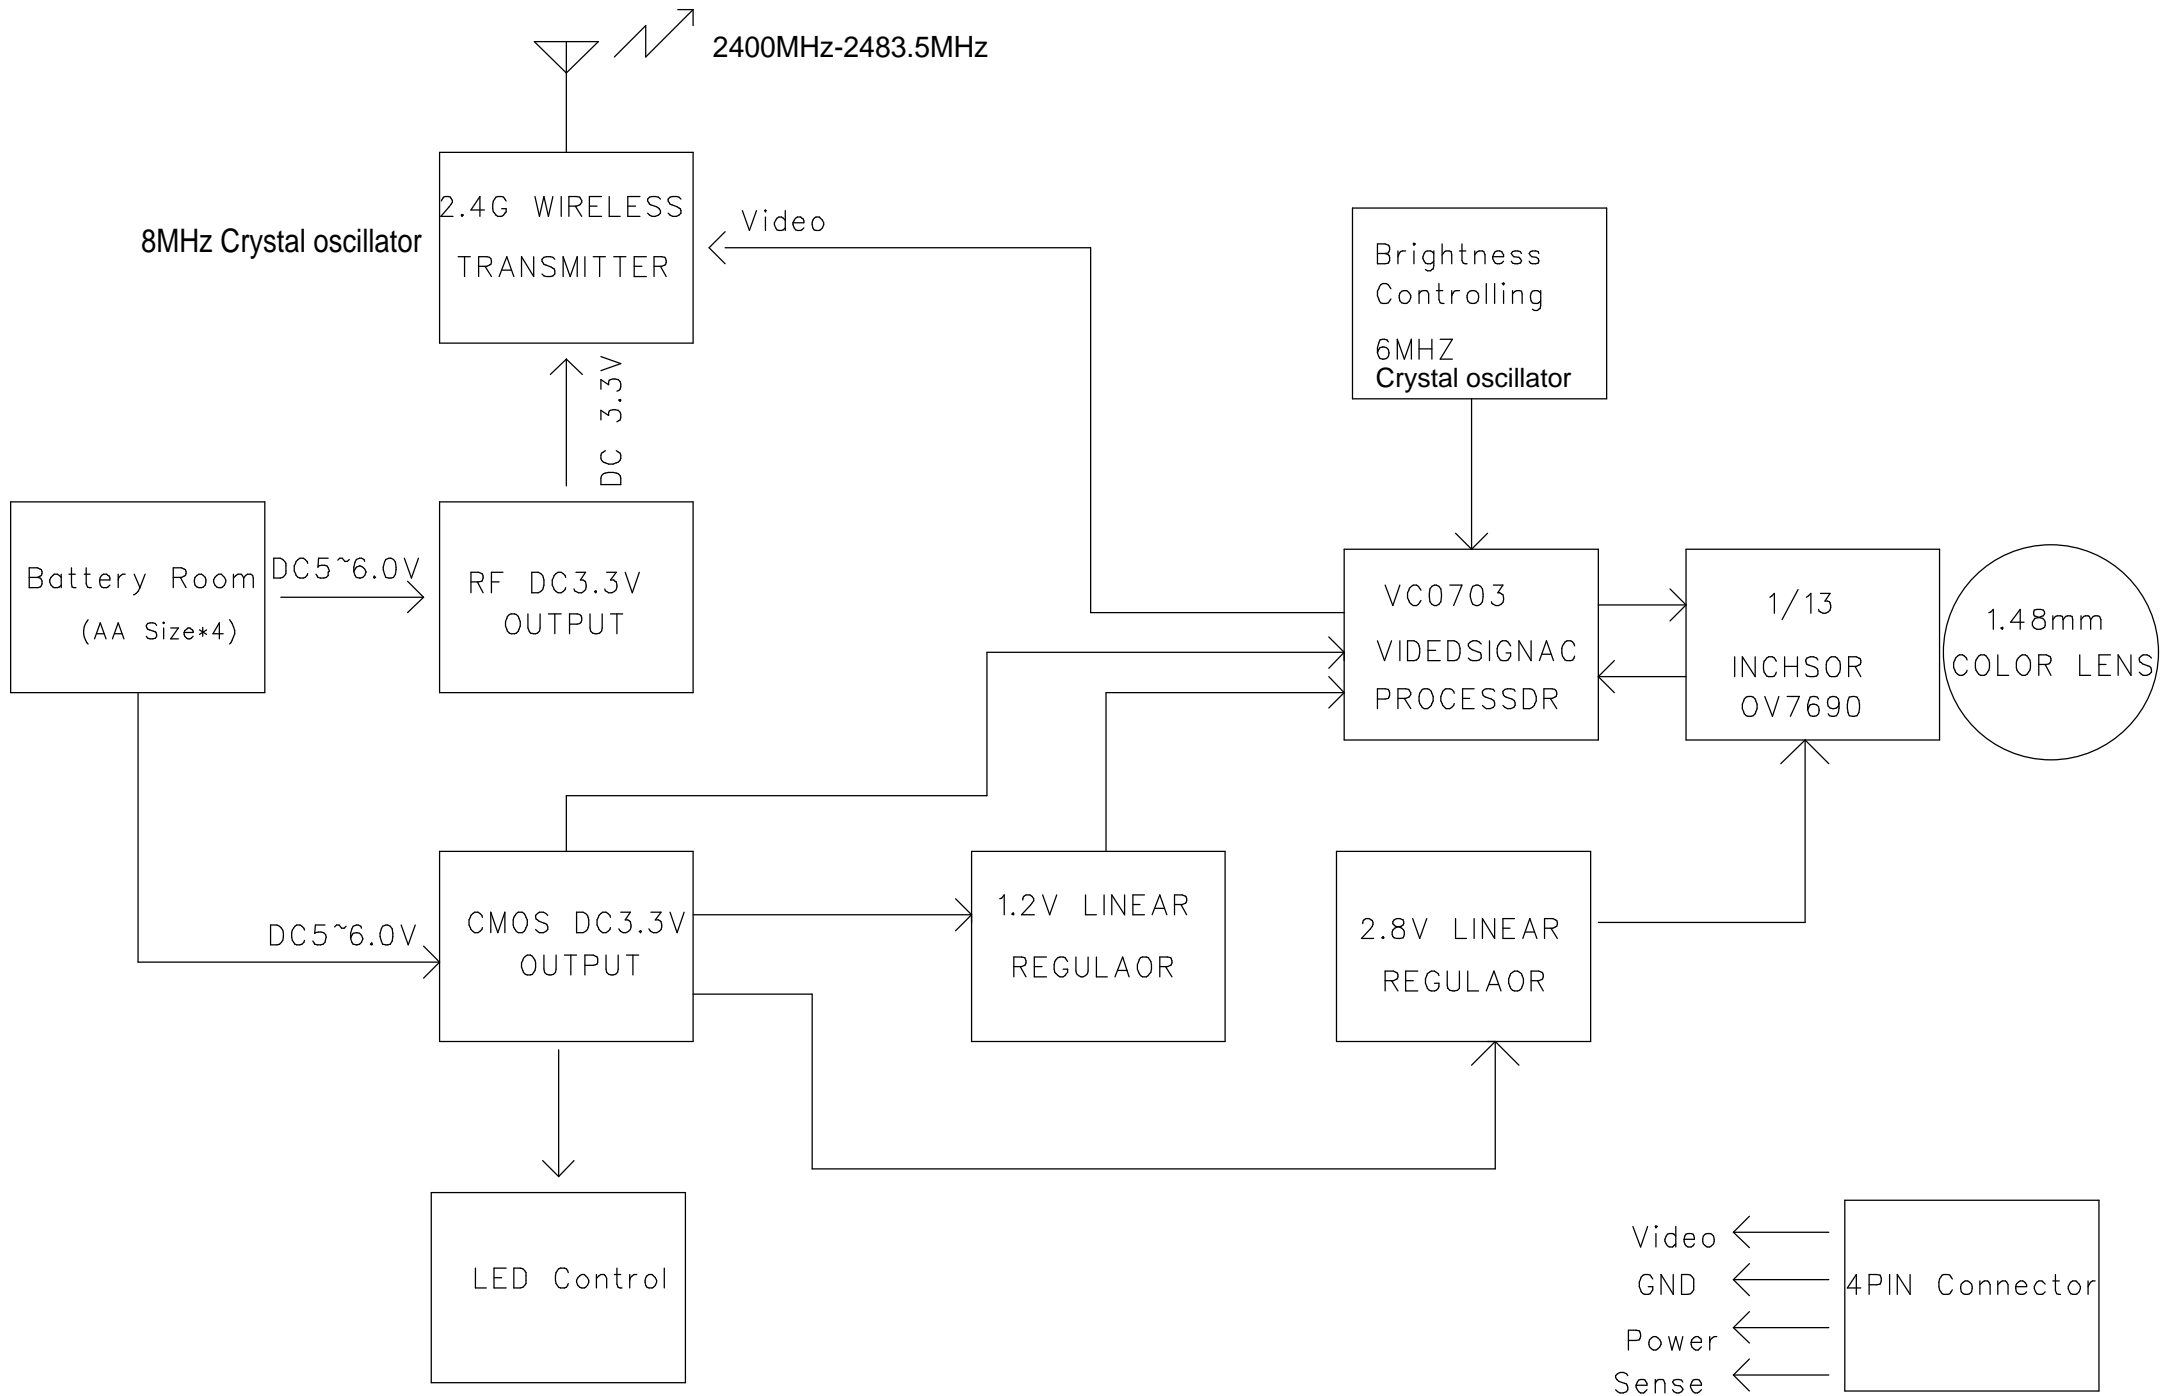 2400MHz-2483.5MHz
2.4G WIRELESS
TRANSMITTER
8MHz Crystal oscillator
Video
Brightness
Controlling
6MHZ
Crystal oscillator
DC 3.3V
Battery Room
(AA Size*4)
DC5~6.0V
RF DC3.3V
OUTPUT
VC0703
VIDEDSIGNAC
PROCESSDR
1/13
INCHSOR
OV7690
1.48mm
COLOR LENS
DC5~6.0V
CMOS DC3.3V
OUTPUT
1.2V LINEAR
REGULAOR
2.8V LINEAR
REGULAOR
LED Control
Video
GND
Power
Sense
4PIN Connector